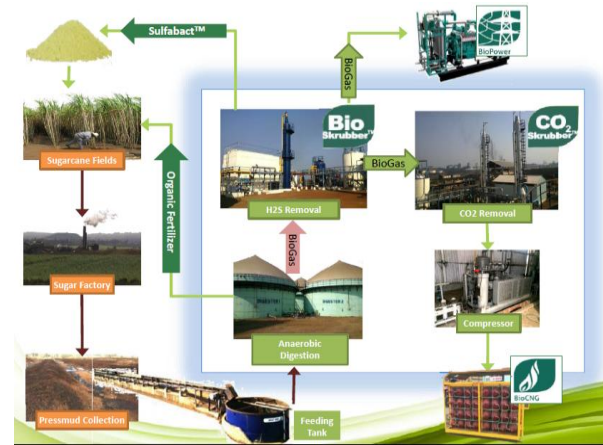 Sulfabact™
BioPower
BioGas
Bio
Skrubber™
CO2
Skrubber™
BioGas
Sugarcane Fields
Organic Fertilizer
H2S Removal
CO2 Removal
BioGas
Sugar Factory
Compressor
Anaerobic
Digestion
BioCNG
Pressmud Collection
Feeding
Tank